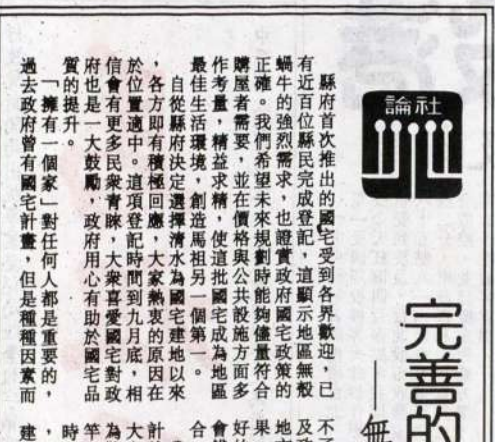 社論
完善的
—無
縣府首次推出的國宅受到各界歡迎,已
有近百位縣民完成登記,這顯示地區無殼
蝸牛的強烈需求,也證實政府國宅政策的
正確。我們希望未來規劃時能夠儘量符合
購屋者需要,並在價格與公共設施方面多
作考量,精益求精,使這批國宅成為地區
最佳生活環境,創造馬祖另一個第一。
自從縣府決定選擇清水為國宅建地以來
,各方即有積極回應,大家熱衷的原因在
於位置適中。這項登記時間到九月底,相
信會有更多民衆青睞,大衆喜愛國宅對政
府也是一大鼓勵,政府用心有助於國宅品
質的提升。
「擁有一個家」對任何人都是重要的,
過去政府曾有國宅計畫,但是種種因素而
不了
及政
地
果
好的
會
合
計
大
為
竿
時
,
建